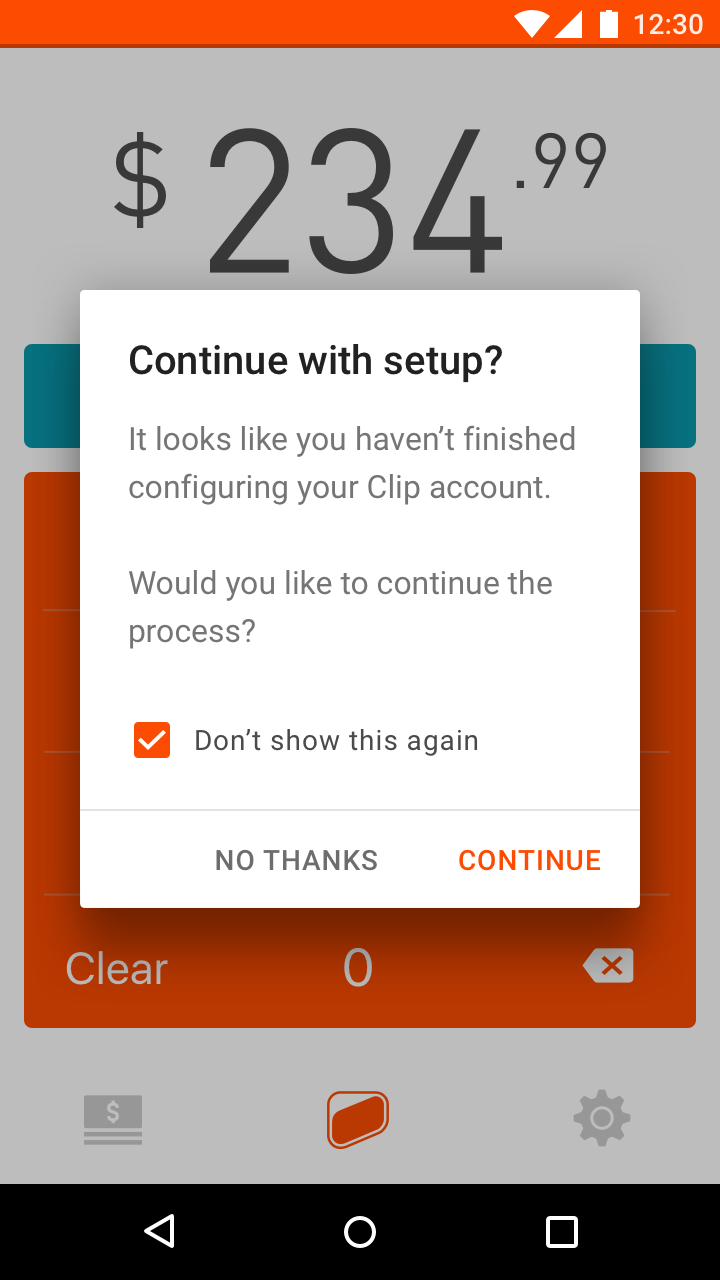 12:30
$ 234.99
Continue with setup?
It looks like you haven’t finished
configuring your Clip account.
Would you like to continue the
process?
Don’t show this again
NO THANKS CONTINUE
Clear 0
$